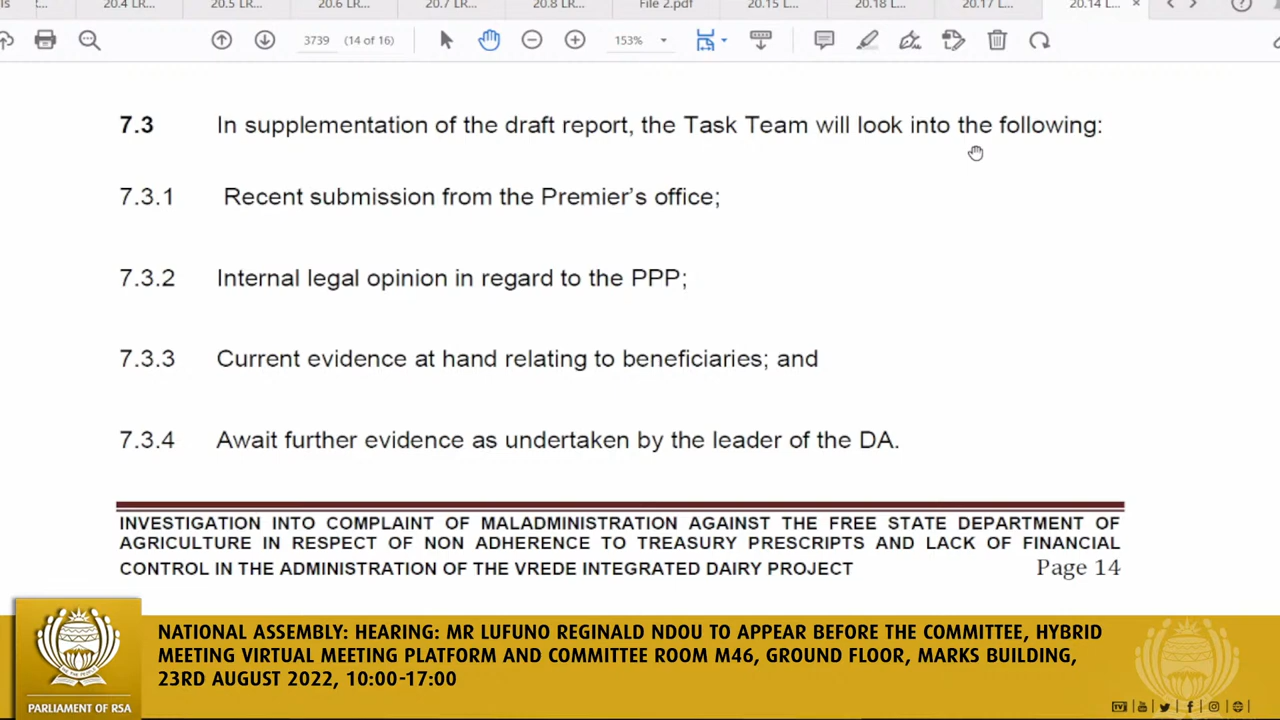 20.4 LR...
20.5 LR...
20.6 LR...
20.7 LR...
20.8 LR...
File 2.pdf
20.15 L...
20.18 L...
20.17 L...
20.14 L...
3739 (14 of 16)
153%
7.3 In supplementation of the draft report, the Task Team will look into the following:
7.3.1 Recent submission from the Premier’s office;
7.3.2 Internal legal opinion in regard to the PPP;
7.3.3 Current evidence at hand relating to beneficiaries; and
7.3.4 Await further evidence as undertaken by the leader of the DA.
INVESTIGATION INTO COMPLAINT OF MALADMINISTRATION AGAINST THE FREE STATE DEPARTMENT OF
AGRICULTURE IN RESPECT OF NON ADHERENCE TO TREASURY PRESCRIPTS AND LACK OF FINANCIAL
CONTROL IN THE ADMINISTRATION OF THE VREDE INTEGRATED DAIRY PROJECT Page 14
NATIONAL ASSEMBLY: HEARING: MR LUFUNO REGINALD NDOU TO APPEAR BEFORE THE COMMITTEE, HYBRID
MEETING VIRTUAL MEETING PLATFORM AND COMMITTEE ROOM M46, GROUND FLOOR, MARKS BUILDING,
23RD AUGUST 2022, 10:00-17:00
PARLIAMENT OF RSA